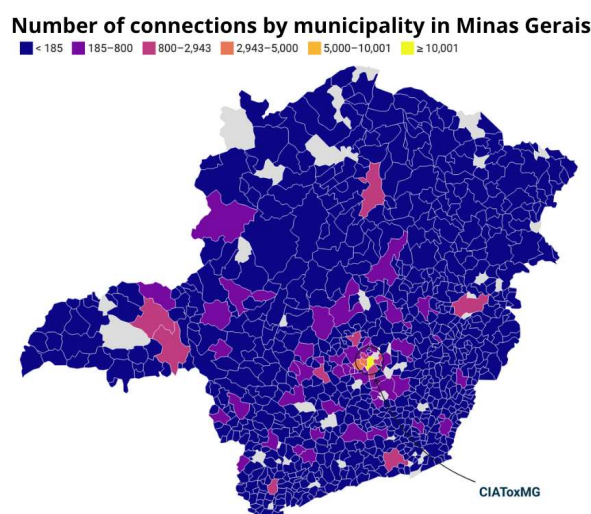 Number of connections by municipality in Minas Gerais
< 185 185–800 800–2,943 2,943–5,000 5,000–10,001 ≥ 10,001
CIAToxMG